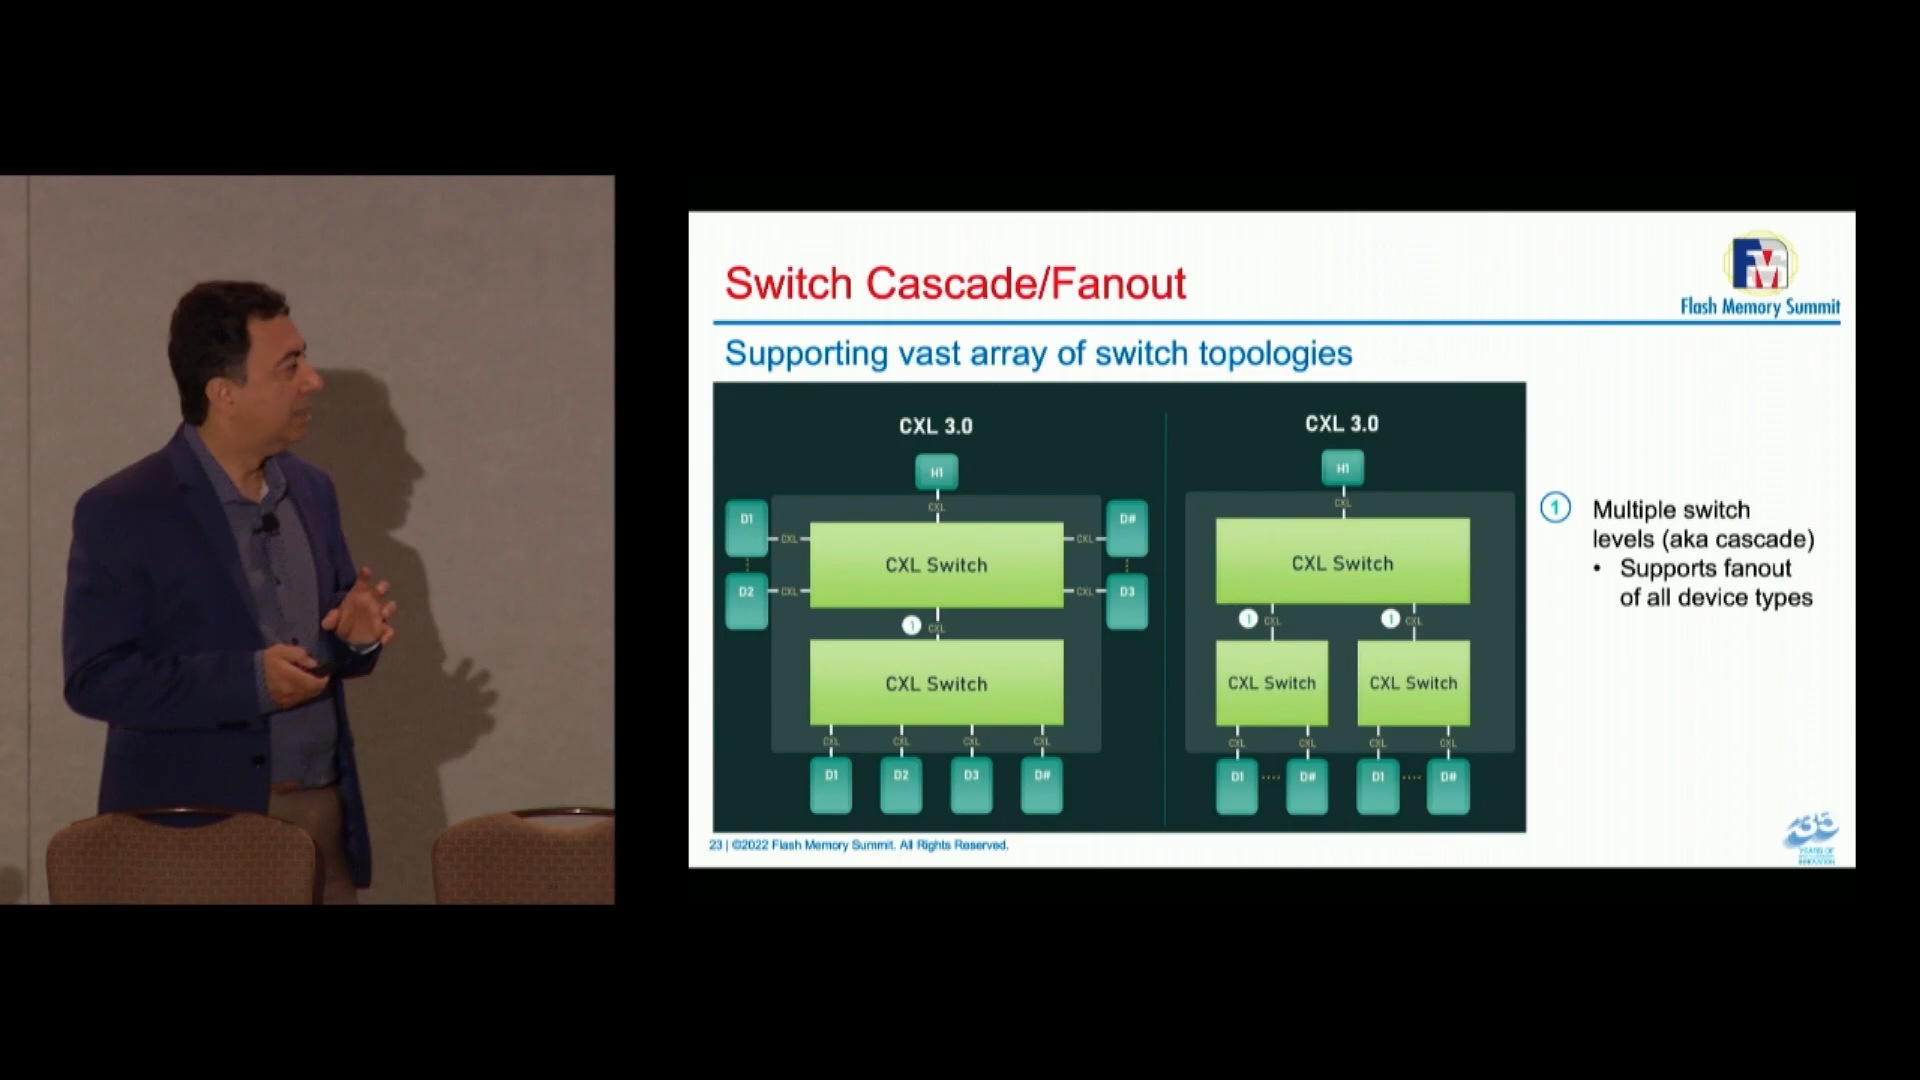 Switch Cascade/Fanout
Flash Memory Summit
Supporting vast array of switch topologies
CXL 3.0
H1
CXL
D1
D#
CXL
CXL
CXL Switch
D2
D3
CXL
CXL
1
CXL
CXL Switch
CXL
CXL
CXL
CXL
D1
D2
D3
D#
CXL 3.0
H1
CXL
CXL Switch
1
CXL
1
CXL
CXL Switch
CXL Switch
CXL
CXL
CXL
CXL
D1
D#
D1
D#
1
Multiple switch
levels (aka cascade)
• Supports fanout
of all device types
23 | ©2022 Flash Memory Summit. All Rights Reserved.
35
YEARS OF